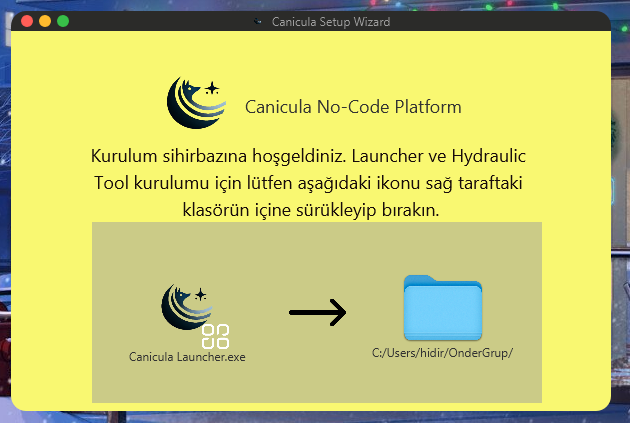 Canicula Setup Wizard
Canicula No-Code Platform
Kurulum sihirbazına hoşgeldiniz. Launcher ve Hydraulic
Tool kurulumu için lütfen aşağıdaki ikonu sağ taraftaki
klasörün içine sürükleyip bırakın.
Canicula Launcher.exe
C:/Users/hidir/OnderGrup/